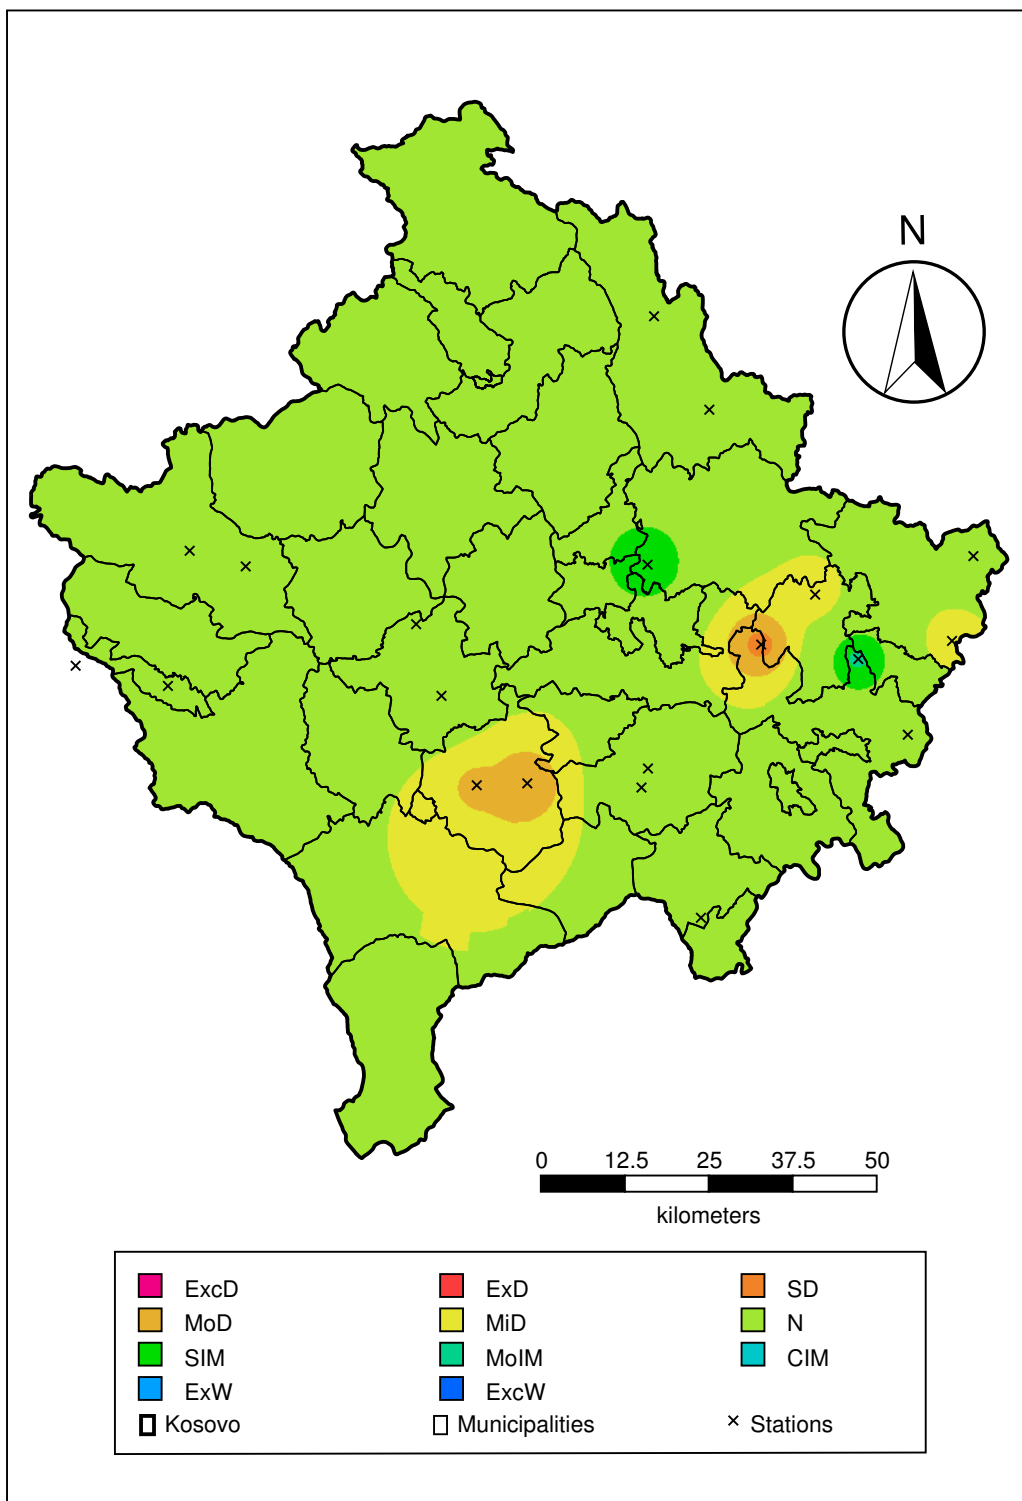 N
0 12.5 25 37.5 50
kilometers
ExcD ExD SD
MoD MiD N
SIM MoIM CIM
ExW ExcW
Kosovo Municipalities Stations